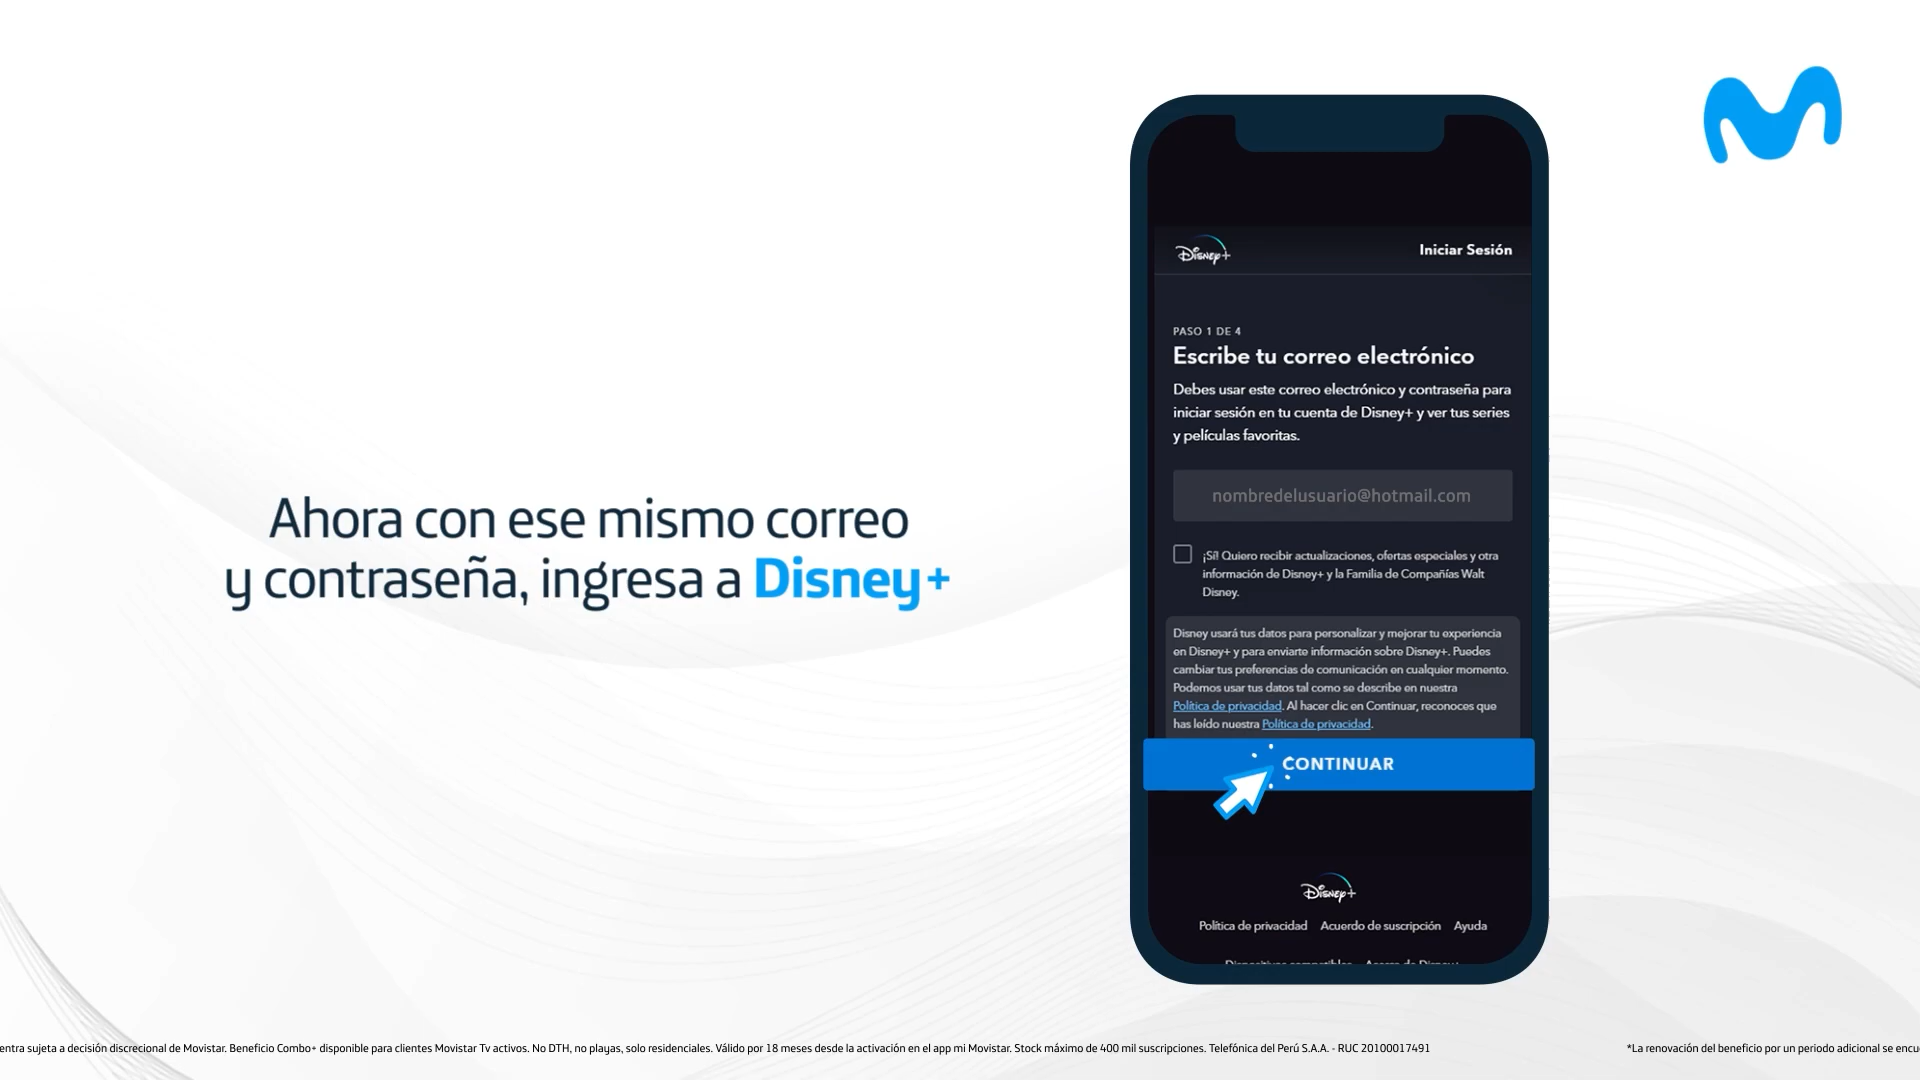 Ahora con ese mismo correo
y contraseña, ingresa a Disney+
Disney+
Iniciar Sesión
PASO 1 DE 4
Escribe tu correo electrónico
Debes usar este correo electrónico y contraseña para
iniciar sesión en tu cuenta de Disney+ y ver tus series
y películas favoritas.
nombredelusuario@hotmail.com
¡Sí! Quiero recibir actualizaciones, ofertas especiales y otra
información de Disney+ y la Familia de Compañías Walt
Disney.
Disney usará tus datos para personalizar y mejorar tu experiencia
en Disney+ y para enviarte información sobre Disney+. Puedes
cambiar tus preferencias de comunicación en cualquier momento.
Podemos usar tus datos tal como se describe en nuestra
Política de privacidad. Al hacer clic en Continuar, reconoces que
has leído nuestra Política de privacidad.
CONTINUAR
Disney+
Política de privacidad Acuerdo de suscripción Ayuda
Dispositivos compatibles Acerca de Disney+
entra sujeta a decisión discrecional de Movistar. Beneficio Combo+ disponible para clientes Movistar Tv activos. No DTH, no playas, solo residenciales. Válido por 18 meses desde la activación en el app mi Movistar. Stock máximo de 400 mil suscripciones. Telefónica del Perú S.A.A. - RUC 20100017491
*La renovación del beneficio por un periodo adicional se encu